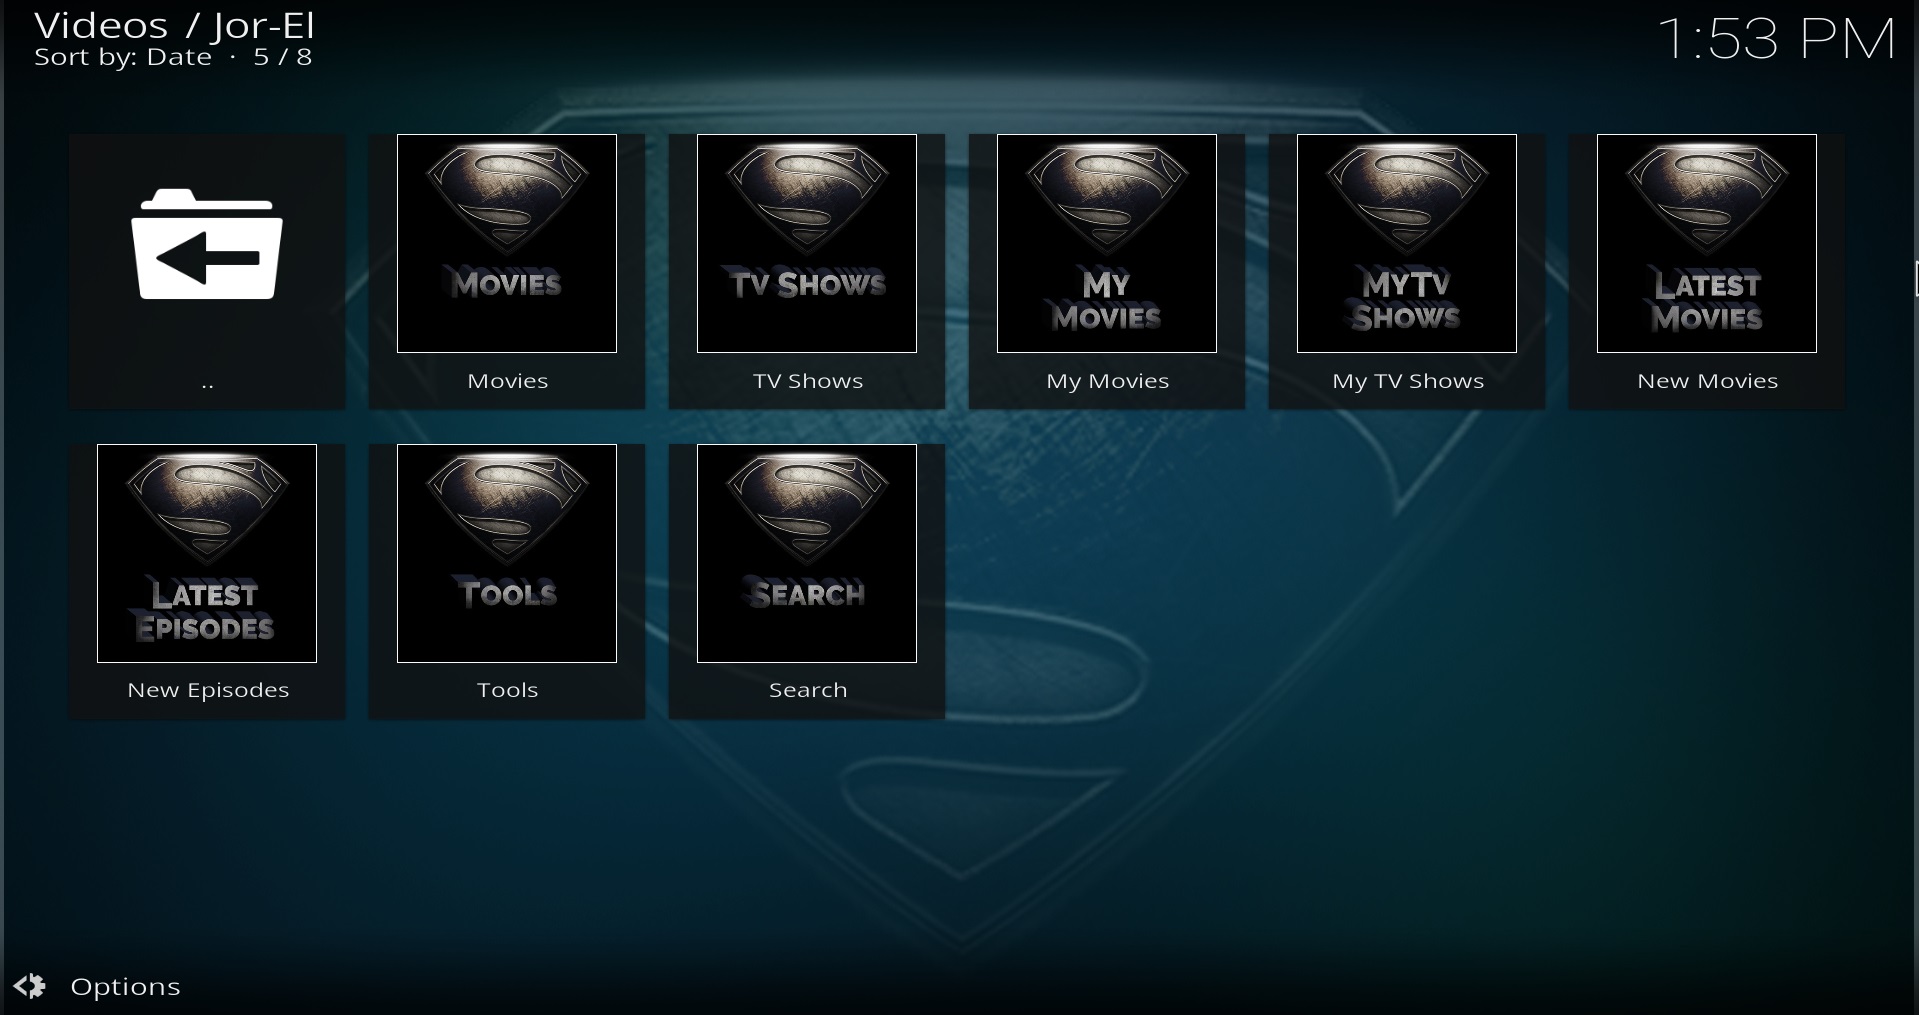 Videos / Jor-El
Sort by: Date · 5 / 8
1:53 PM
MOVIES
TV SHOWS
MY
MOVIES
MYTV
SHOWS
LATEST
MOVIES
..
Movies
TV Shows
My Movies
My TV Shows
New Movies
LATEST
EPISODES
TOOLS
SEARCH
New Episodes
Tools
Search
Options